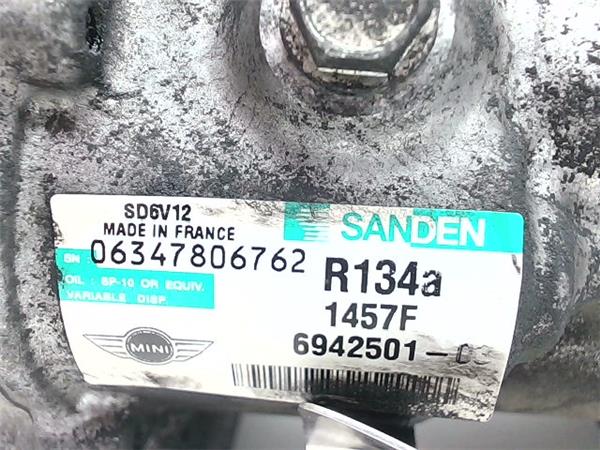 SD6V12
MADE IN FRANCE
SANDEN
SN 06347806762
OIL : SP-10 OR EQUIV.
VARIABLE DISP.
R134a
1457F
6942501-
MINI